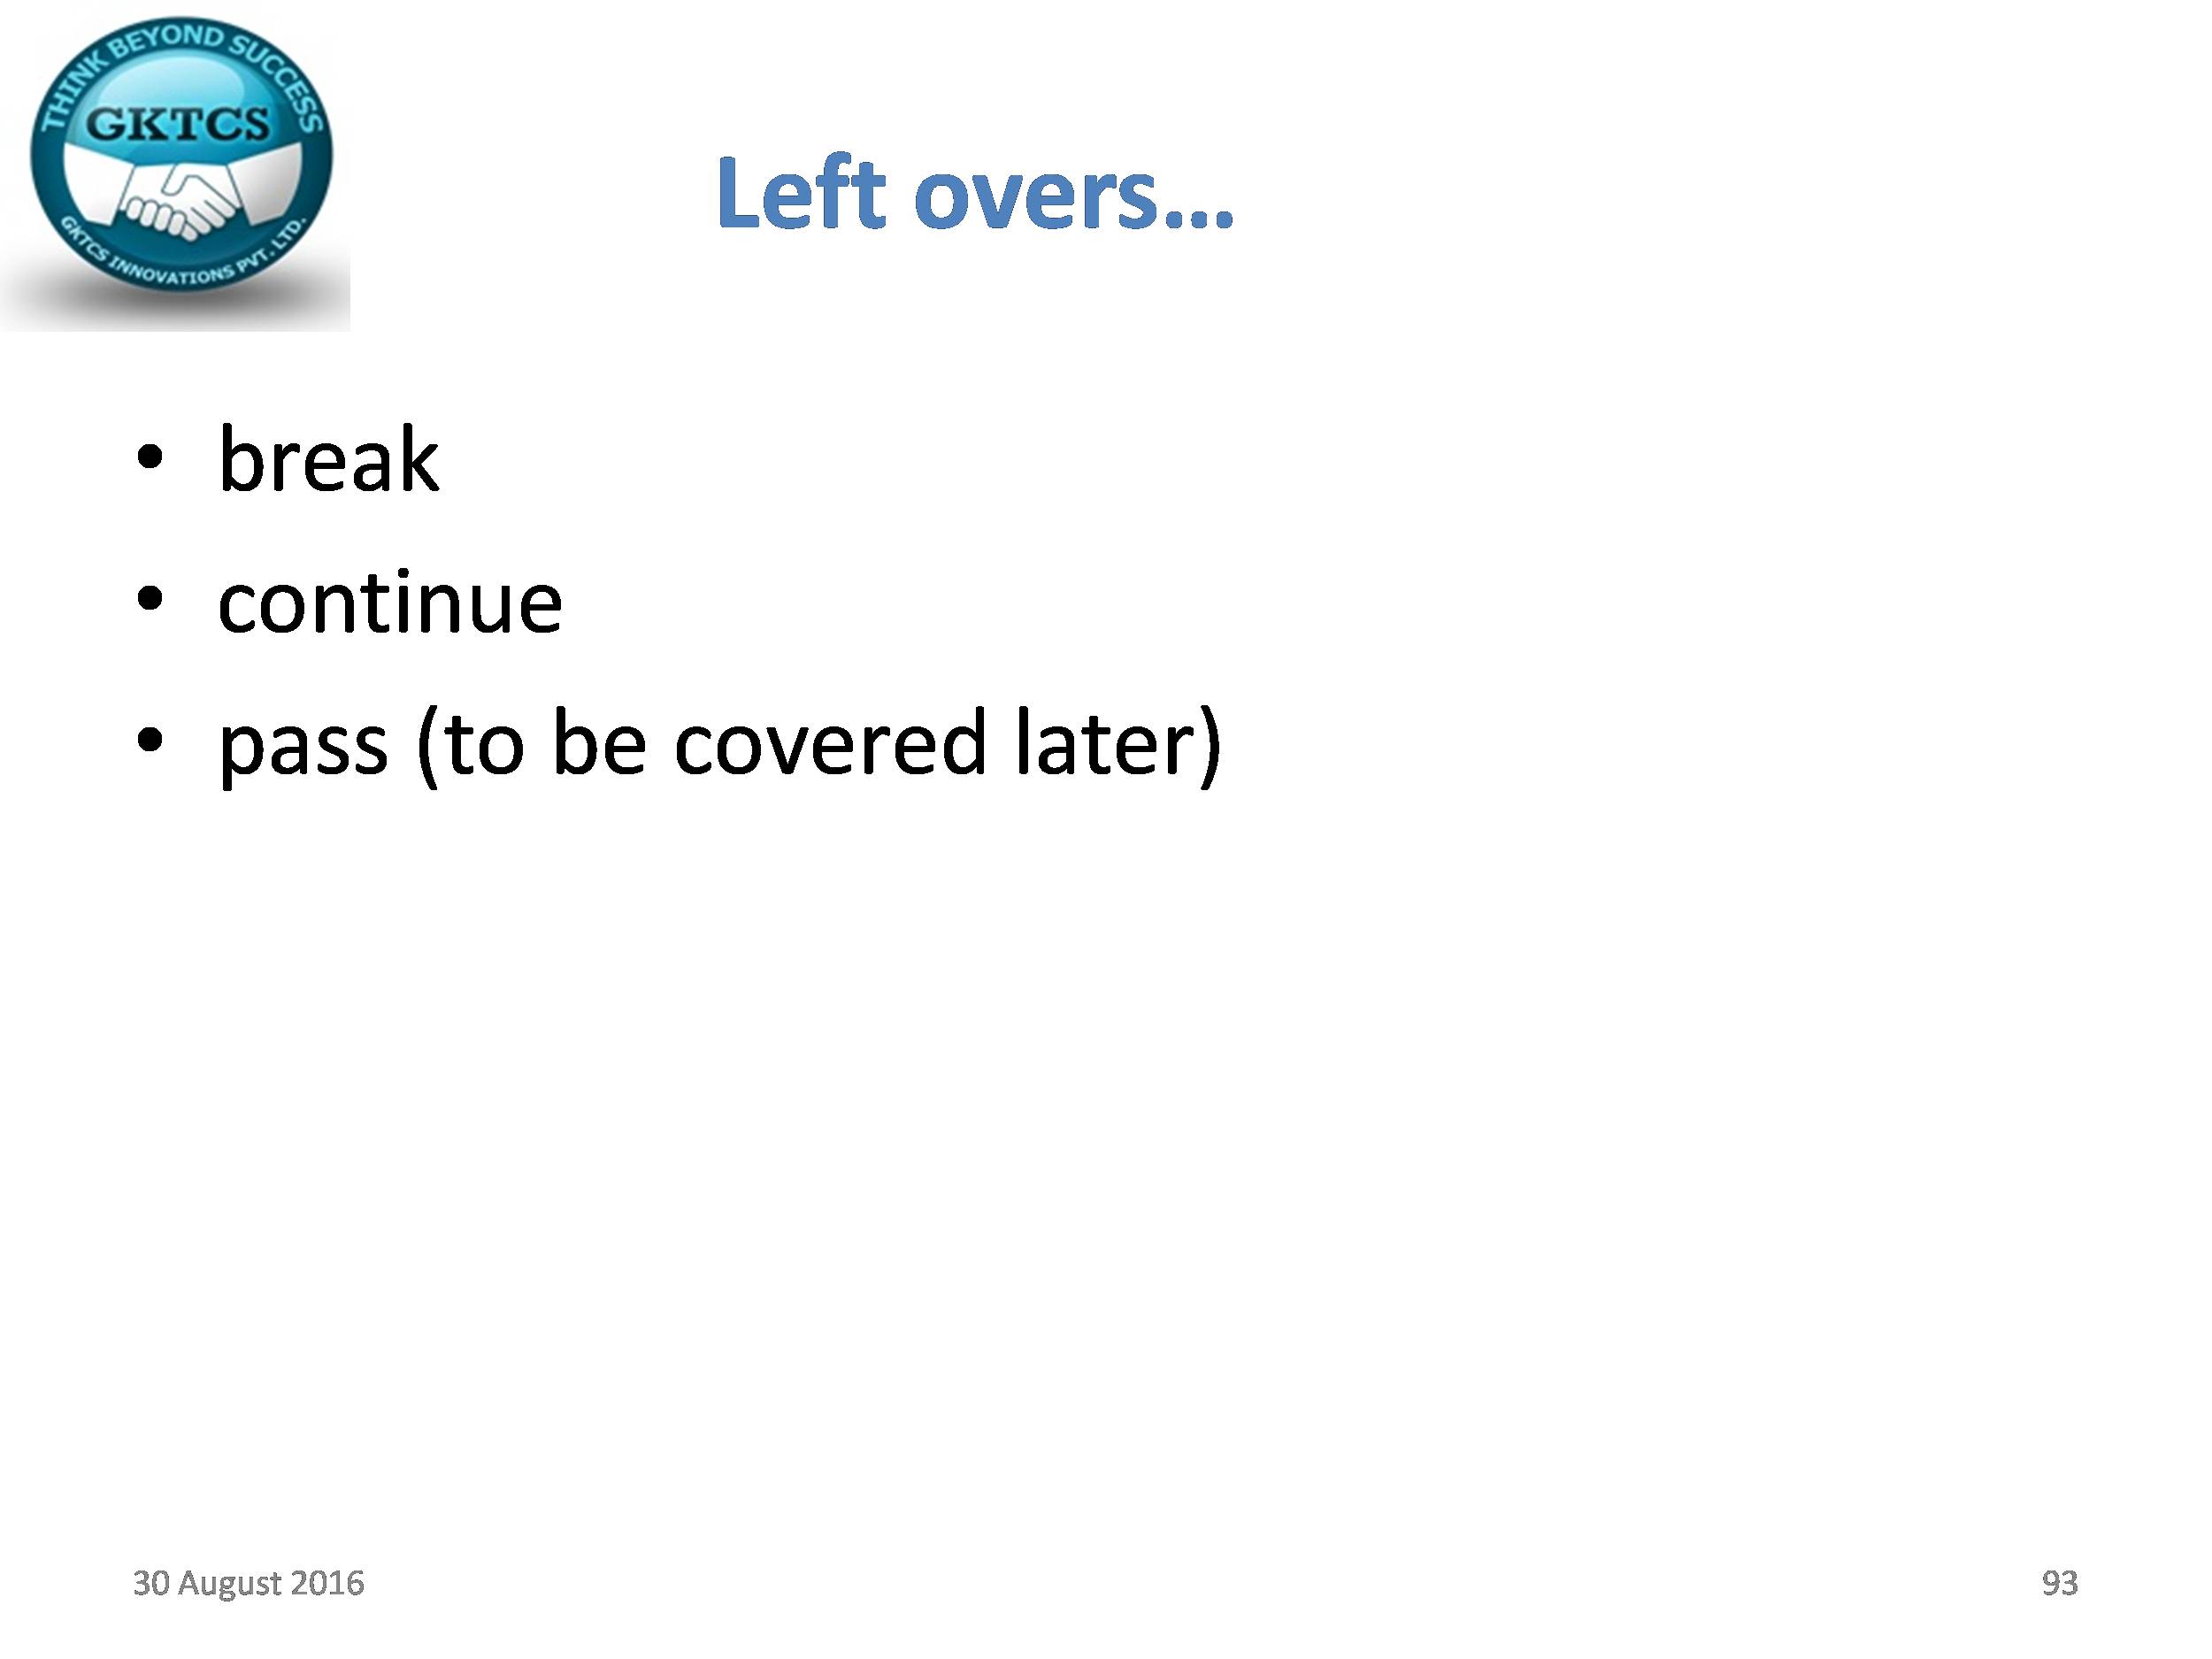 THINK BEYOND SUCCESS
GKTCS
GKTCS INNOVATIONS PVT. LTD.
Left overs...
• break
• continue
• pass (to be covered later)
30 August 2016
93